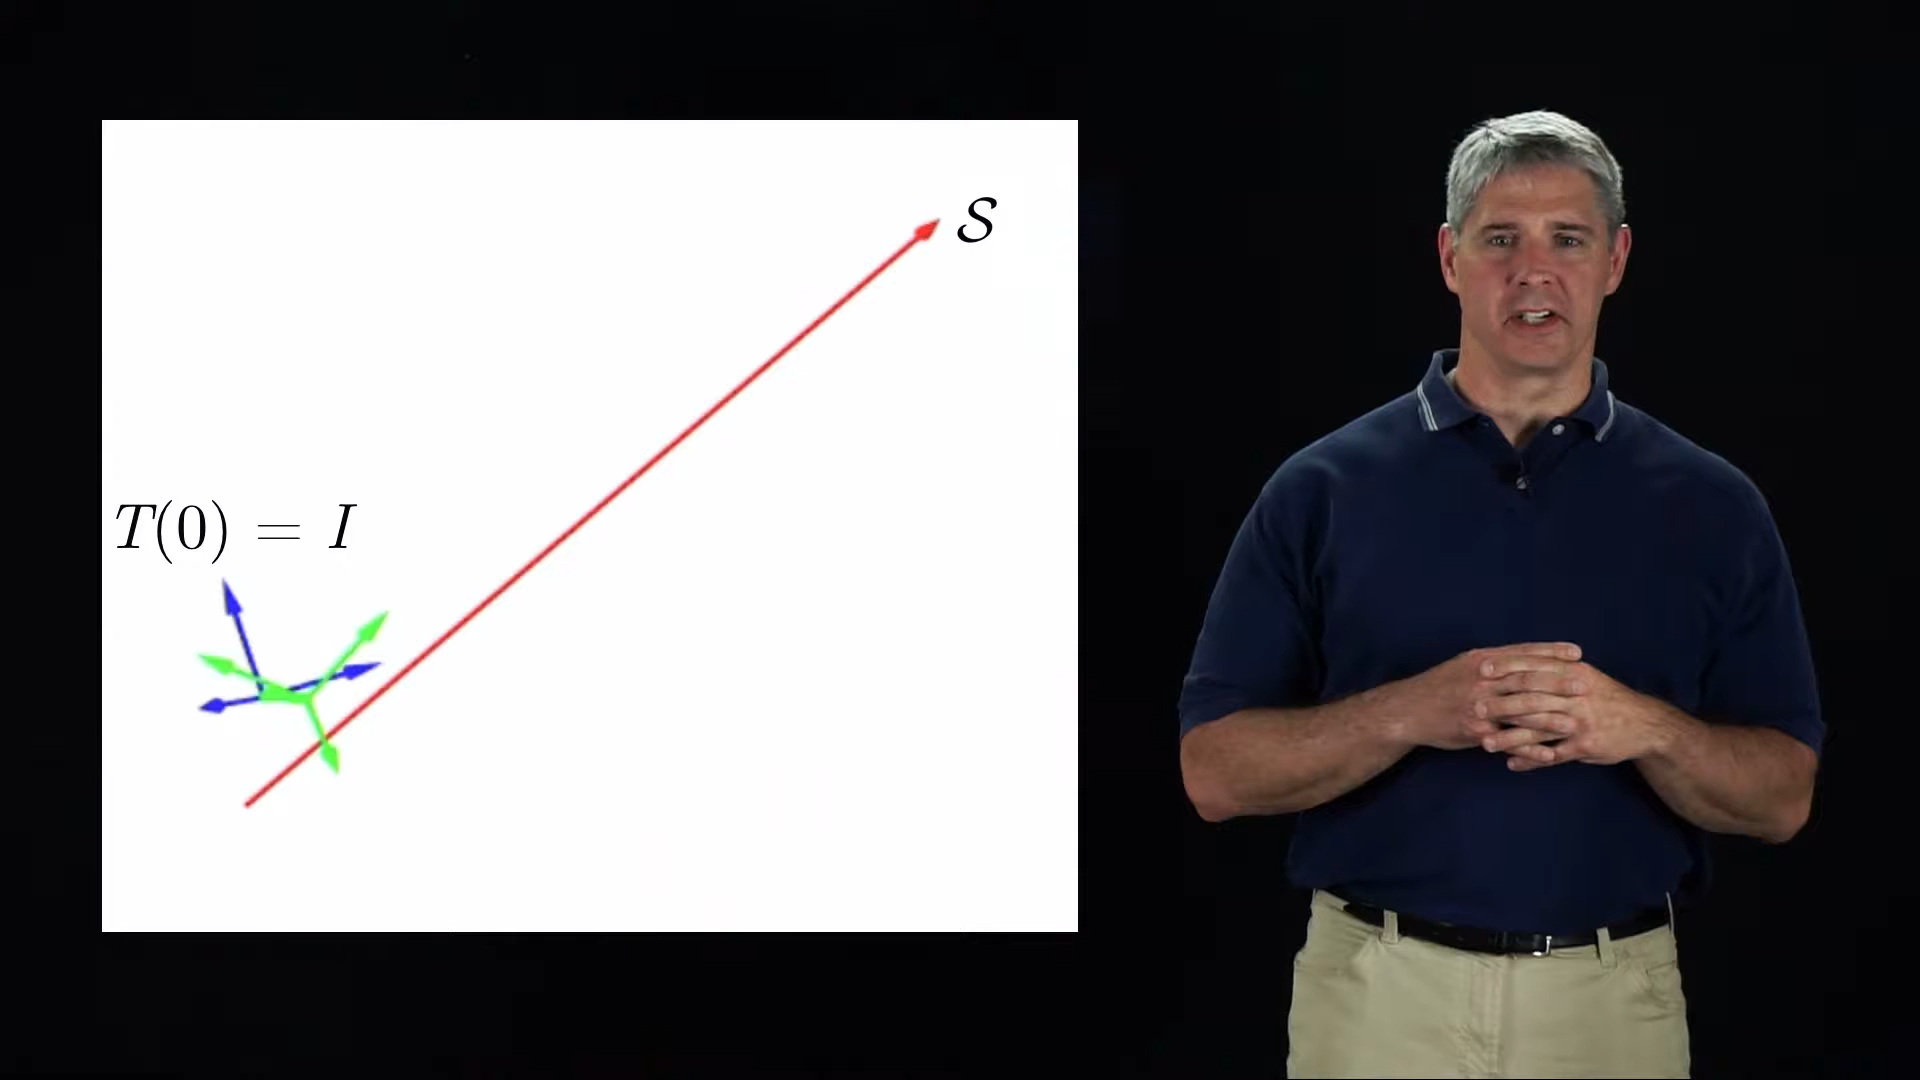 𝒮
T(0) = I